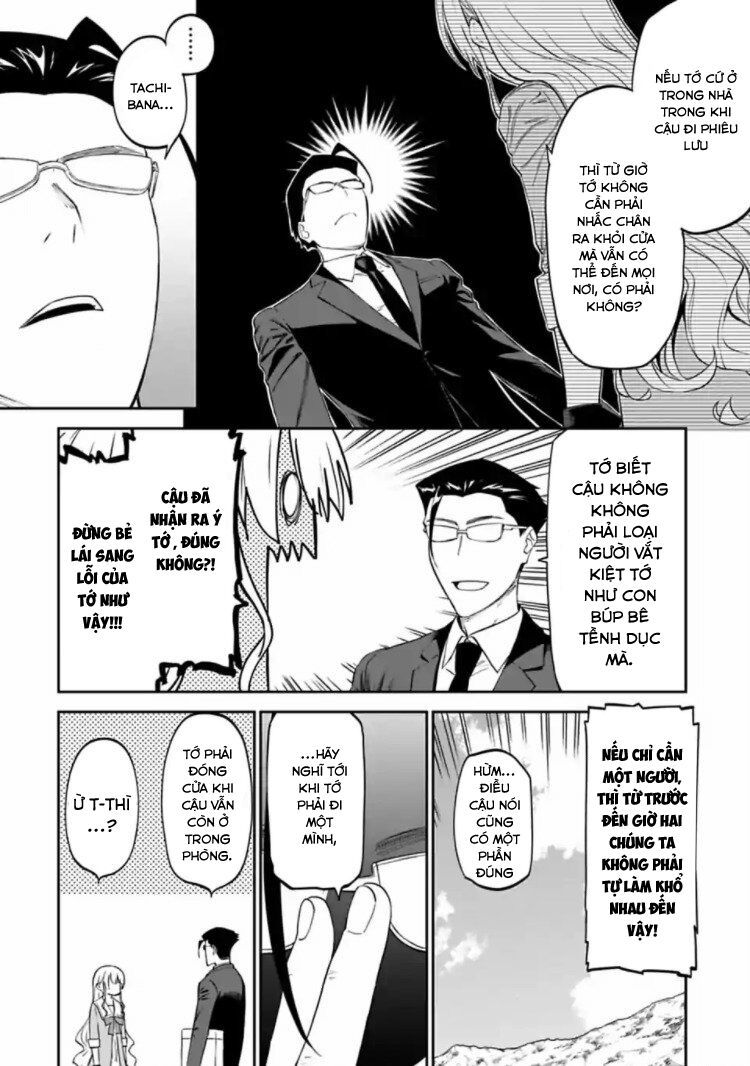 NẾU TỚ CỨ Ở
TRONG NHÀ
TRONG KHI
CẬU ĐI PHIÊU
LƯU
THÌ TỪ GIỜ
TỚ KHÔNG
CẦN PHẢI
NHẤC CHÂN
RA KHỎI CỬA
MÀ VẪN CÓ
THỂ ĐẾN MỌI
NƠI, CÓ PHẢI
KHÔNG?
......
TACHI-
BANA...
TỚ BIẾT
CẬU KHÔNG
KHÔNG
PHẢI LOẠI
NGƯỜI VẮT
KIỆT TỚ
NHƯ CON
BÚP BÊ
TỀNH DỤC
MÀ.
CẬU ĐÃ
NHẬN RA Ý
TỚ , ĐÚNG
KHÔNG?!
ĐỪNG BẺ
LÁI SANG
LỖI CỦA
TỚ NHƯ
VẬY!!!
NẾU CHỈ CẦN
MỘT NGƯỜI,
THÌ TỪ TRƯỚC
ĐẾN GIỜ HAI
CHÚNG TA
KHÔNG PHẢI
TỰ LÀM KHỔ
NHAU ĐẾN
VẬY!
HỪM...
ĐIỀU
CẬU NÓI
CŨNG
CÓ MỘT
PHẦN
ĐÚNG
...HÃY
NGHĨ TỚI
KHI TỚ
PHẢI ĐI
MỘT
MÌNH,
TỚ PHẢI
ĐÓNG
CỬA KHI
CẬU VẪN
CÒN Ở
TRONG
PHÒNG.
Ừ T-THÌ
...?